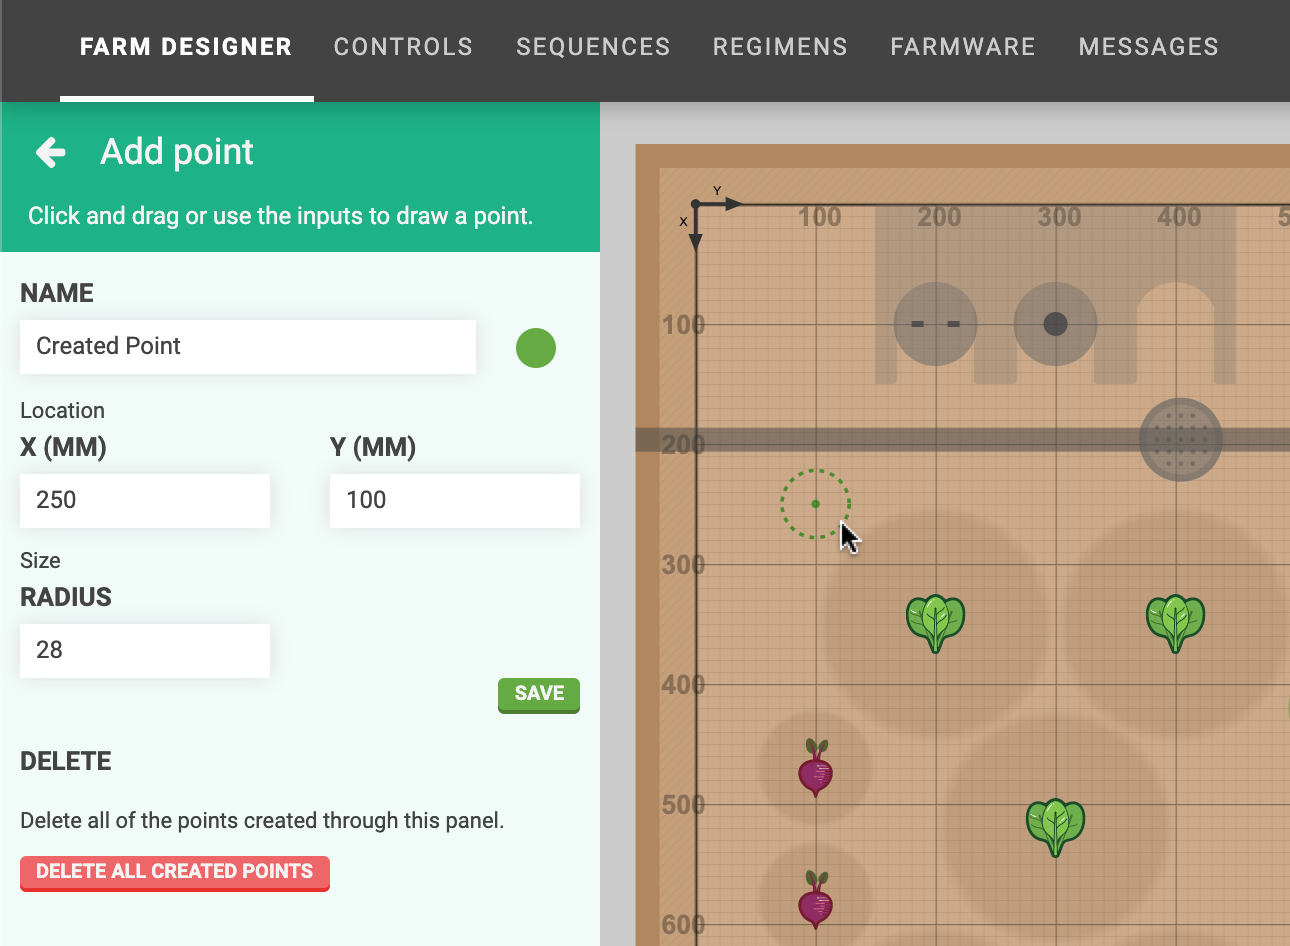 FARM DESIGNER CONTROLS SEQUENCES REGIMENS FARMWARE MESSAGES
Add point
Click and drag or use the inputs to draw a point.
NAME
Created Point
Location
X (MM) Y (MM)
250 100
Size
RADIUS
28
SAVE
DELETE
Delete all of the points created through this panel.
DELETE ALL CREATED POINTS
Y
X
100 200 300 400
100
200
300
400
500
600